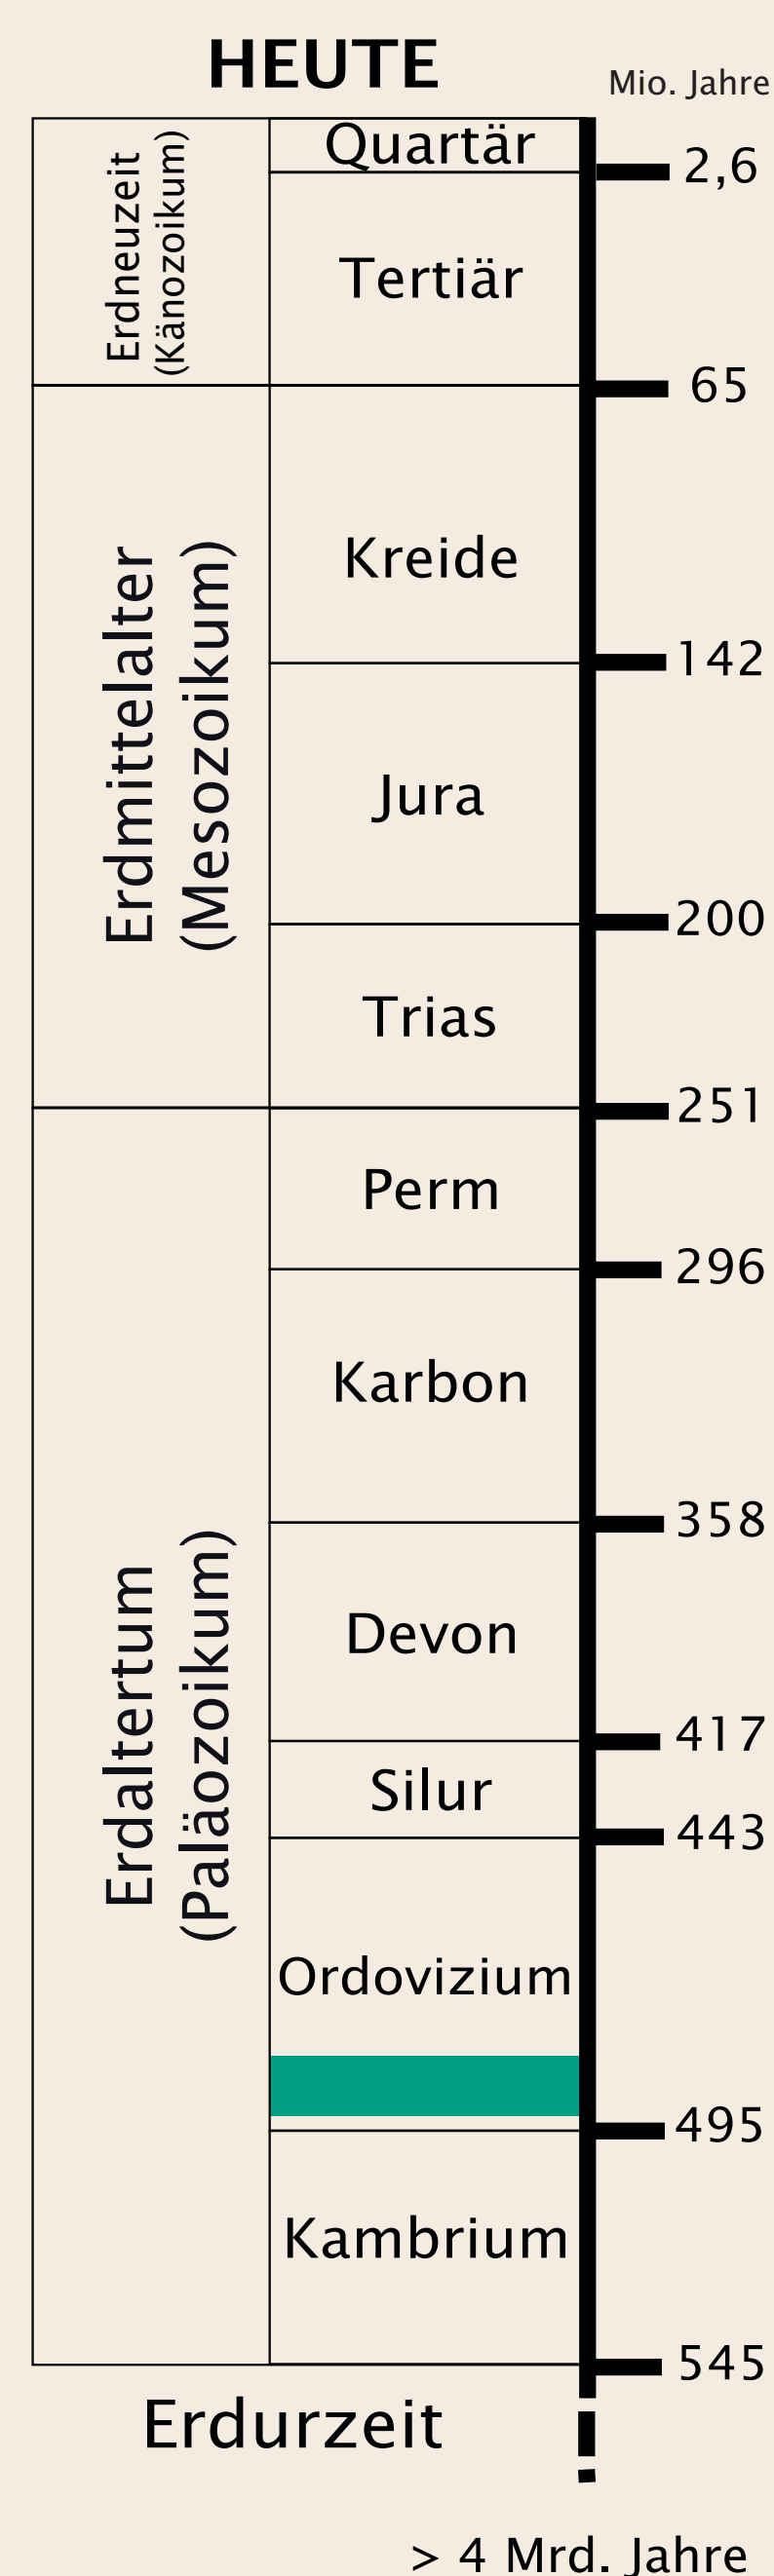 HEUTE
Mio. Jahre
Erdneuzeit
(Känozoikum)
Quartär
2,6
Tertiär
65
Erdmittelalter
(Mesozoikum)
Kreide
142
Jura
200
Trias
251
Erdaltertum
(Paläozoikum)
Perm
296
Karbon
358
Devon
417
Silur
443
Ordovizium
495
Kambrium
545
Erdurzeit
> 4 Mrd. Jahre